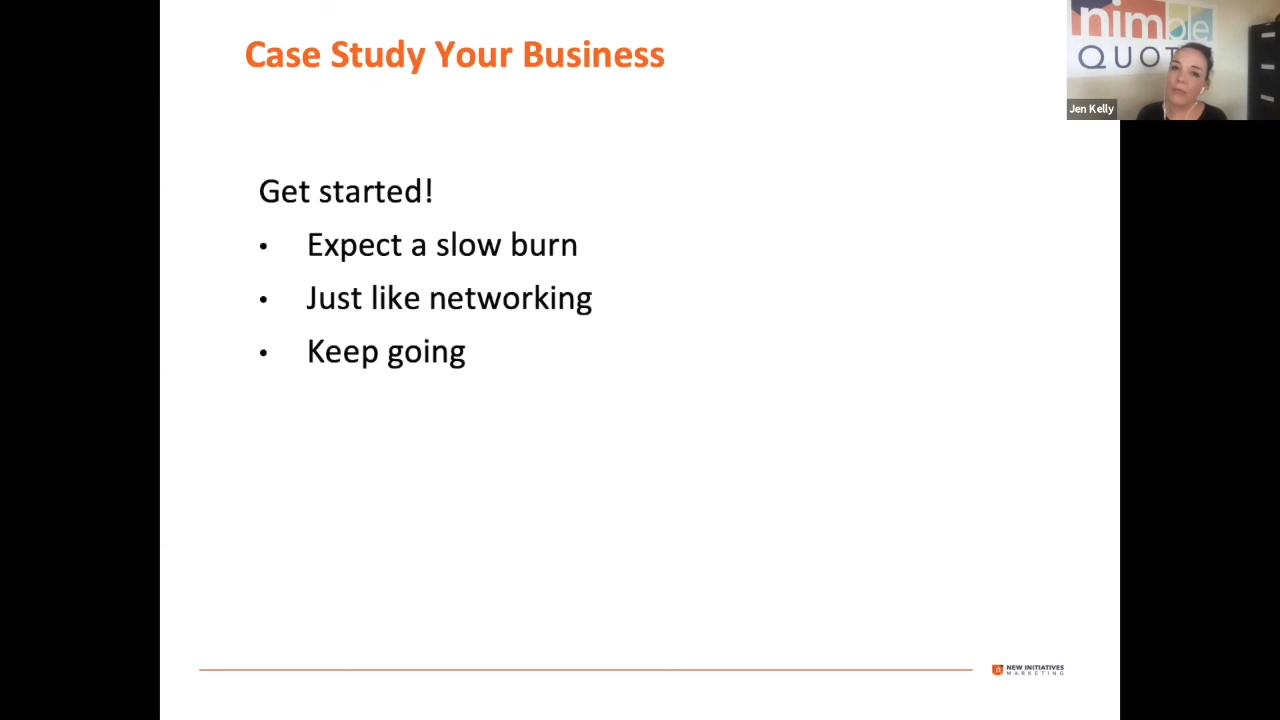 Case Study Your Business
nimble
QUOT
Jen Kelly
Get started!
• Expect a slow burn
• Just like networking
• Keep going
NEW INITIATIVES
MARKETING